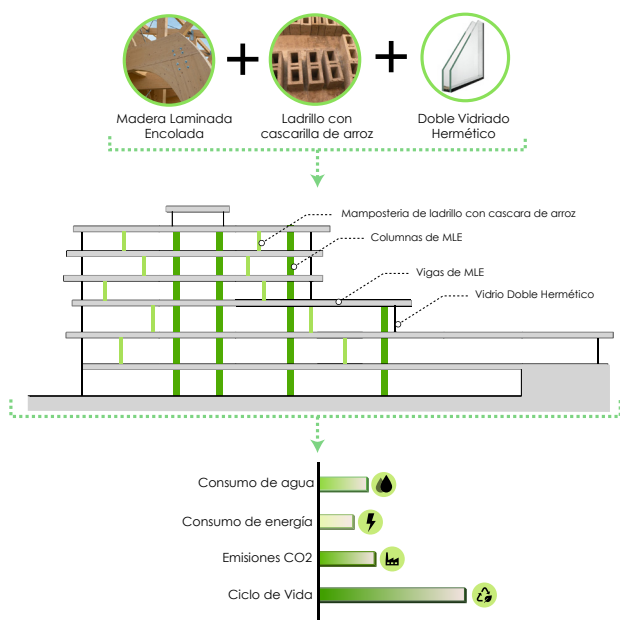 Madera Laminada
Encolada
Ladrillo con
cascarilla de arroz
Doble Vidriado
Hermético
Mamposteria de ladrillo con cascara de arroz
Columnas de MLE
Vigas de MLE
Vidrio Doble Hermético
Consumo de agua
Consumo de energía
Emisiones CO2
Ciclo de Vida